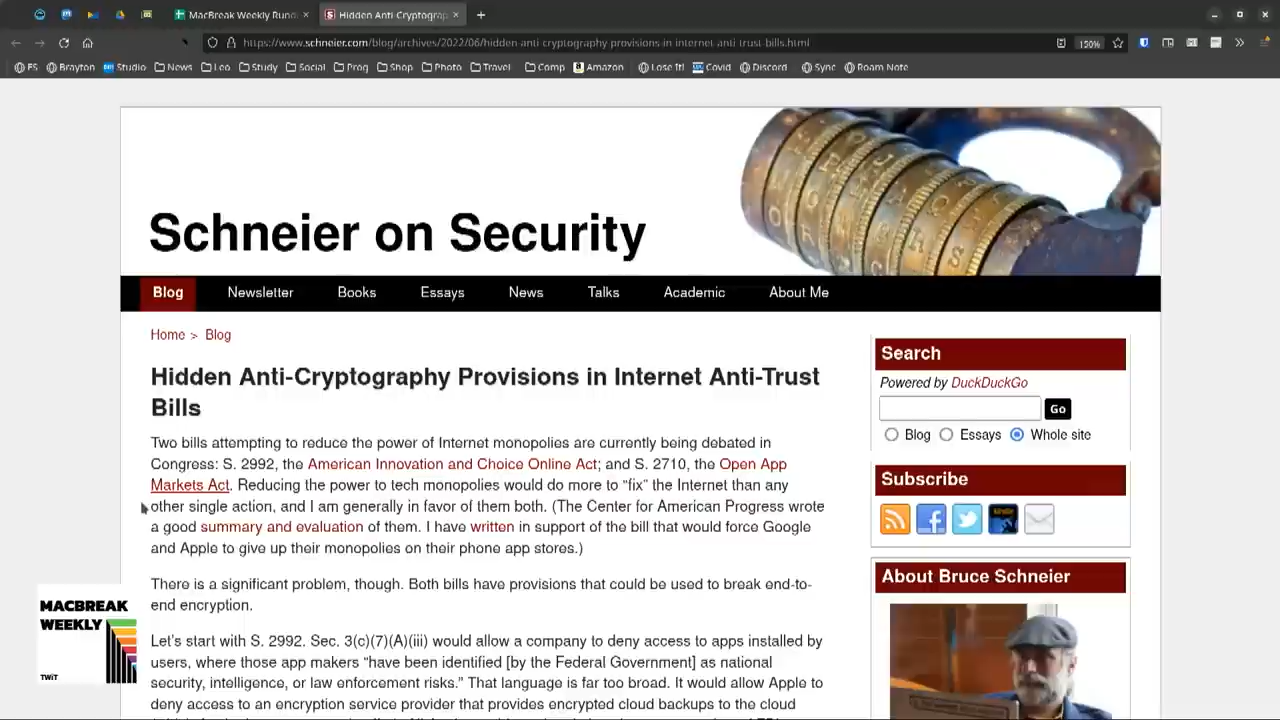 MacBreak Weekly Rund
Hidden Anti-Cryptograp
https://www.schneier.com/blog/archives/2022/06/hidden-anti-cryptography-provisions-in-internet-anti-trust-bills.html
150%
FS Brayton Studio News Leo Study Social Prog Shop Photo Travel Comp Amazon Lose It! Covid Discord Sync Roam Note
Schneier on Security
Blog Newsletter Books Essays News Talks Academic About Me
Home > Blog
Hidden Anti-Cryptography Provisions in Internet Anti-Trust
Bills
Two bills attempting to reduce the power of Internet monopolies are currently being debated in
Congress: S. 2992, the American Innovation and Choice Online Act; and S. 2710, the Open App
Markets Act. Reducing the power to tech monopolies would do more to “fix” the Internet than any
other single action, and I am generally in favor of them both. (The Center for American Progress wrote
a good summary and evaluation of them. I have written in support of the bill that would force Google
and Apple to give up their monopolies on their phone app stores.)
There is a significant problem, though. Both bills have provisions that could be used to break end-to-
end encryption.
Let’s start with S. 2992. Sec. 3(c)(7)(A)(iii) would allow a company to deny access to apps installed by
users, where those app makers “have been identified [by the Federal Government] as national
security, intelligence, or law enforcement risks.” That language is far too broad. It would allow Apple to
deny access to an encryption service provider that provides encrypted cloud backups to the cloud
Search
Powered by DuckDuckGo
Go
Blog Essays Whole site
Subscribe
About Bruce Schneier
MACBREAK
WEEKLY
TWiT